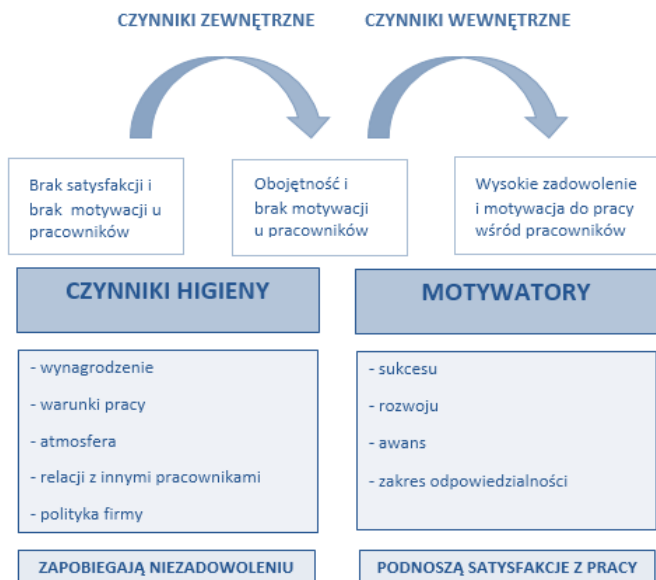 CZYNNIKI ZEWNĘTRZNE
CZYNNIKI WEWNĘTRZNE
Brak satysfakcji i
brak motywacji u
pracowników
Obojętność i
brak motywacji
u pracowników
Wysokie zadowolenie
i motywacja do pracy
wśród pracowników
CZYNNIKI HIGIENY
- wynagrodzenie
- warunki pracy
- atmosfera
- relacji z innymi pracownikami
- polityka firmy
ZAPOBIEGAJĄ NIEZADOWOLENIU
MOTYWATORY
- sukcesu
- rozwoju
- awans
- zakres odpowiedzialności
PODNOSZĄ SATYSFAKCJE Z PRACY